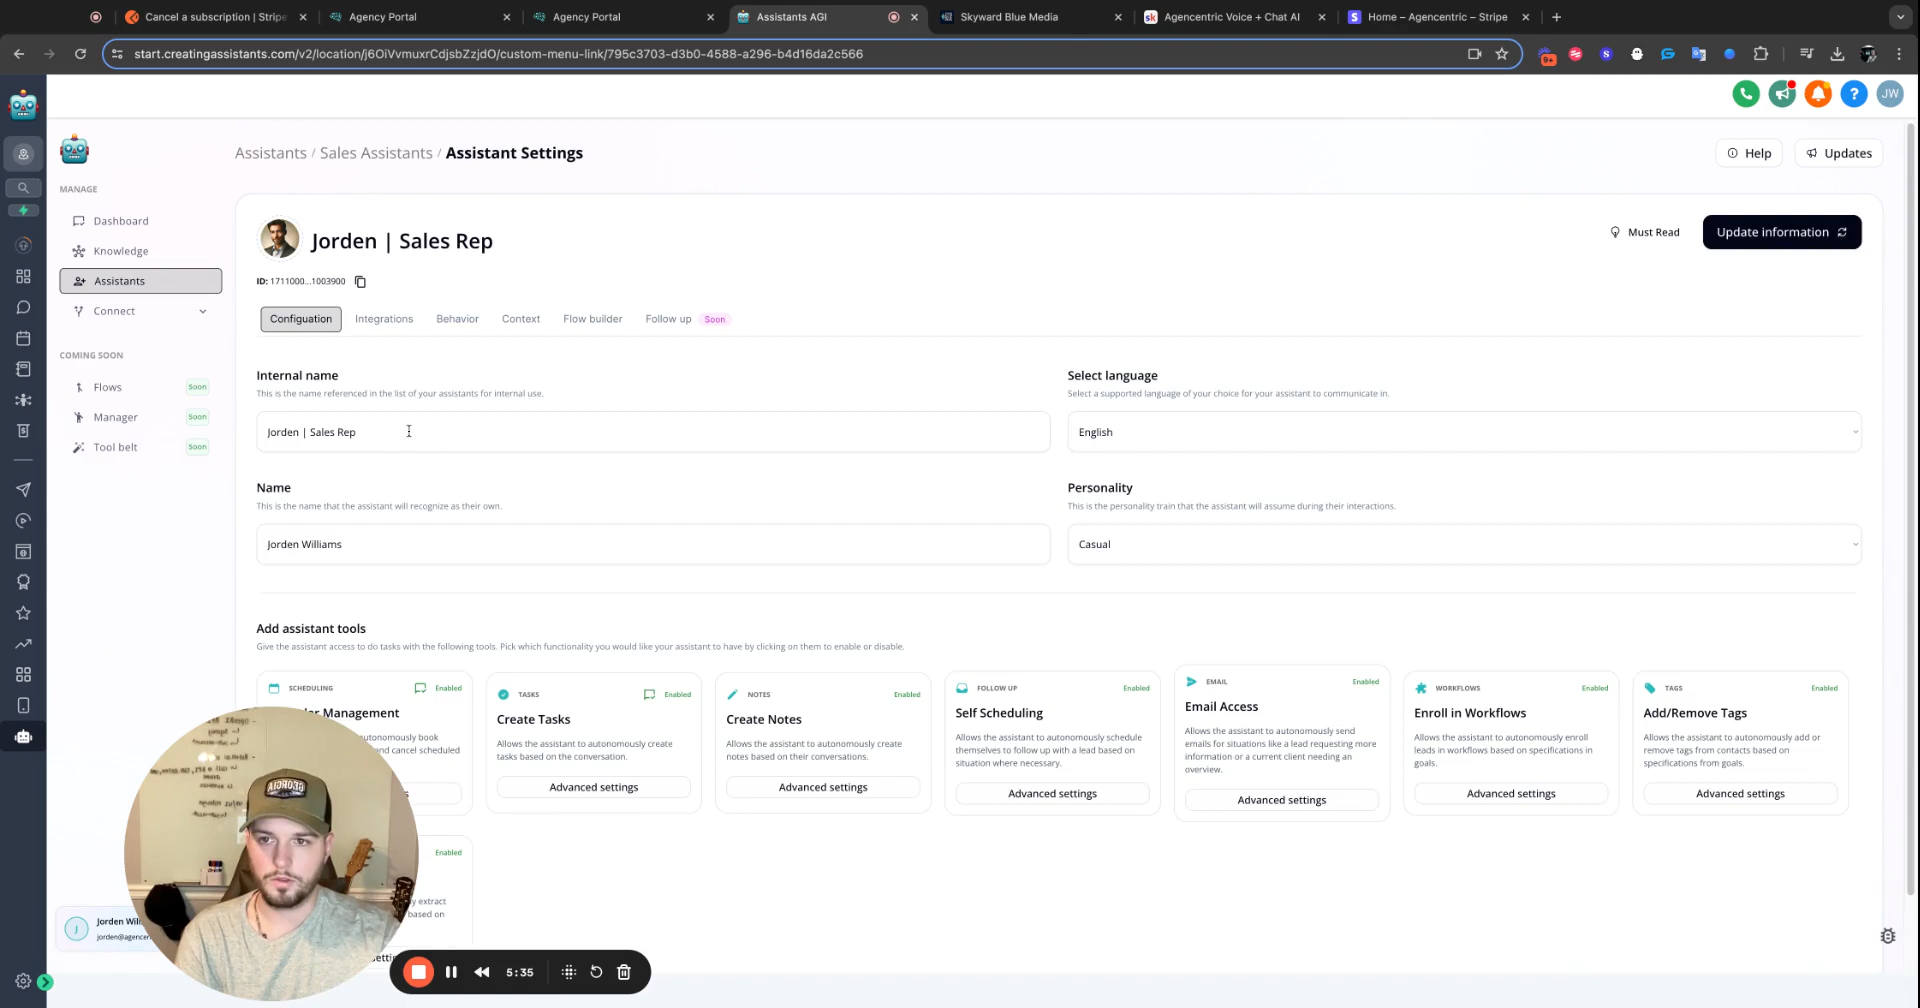 Cancel a subscription | Stripe
Agency Portal
Agency Portal
Assistants AGI
Skyward Blue Media
Agencentric Voice + Chat AI
Home – Agencentric – Stripe
start.creatingassistants.com/v2/location/j6OiVvmuxrCdjsbZzjdO/custom-menu-link/795c3703-d3b0-4588-a296-b4d16da2c566
9+
JW
Assistants / Sales Assistants / Assistant Settings
Help
Updates
MANAGE
Dashboard
Knowledge
Assistants
Connect
COMING SOON
Flows Soon
Manager Soon
Tool belt Soon
Jorden | Sales Rep
Must Read
Update information
ID: 1711000...1003900
Configuation
Integrations
Behavior
Context
Flow builder
Follow up Soon
Internal name
This is the name referenced in the list of your assistants for internal use.
Jorden | Sales Rep
Select language
Select a supported language of your choice for your assistant to communicate in.
English
Name
This is the name that the assistant will recognize as their own.
Jorden Williams
Personality
This is the personality train that the assistant will assume during their interactions.
Casual
Add assistant tools
Give the assistant access to do tasks with the following tools. Pick which functionality you would like your assistant to have by clicking on them to enable or disable.
SCHEDULING Enabled
Management
autonomously book
and cancel scheduled
TASKS Enabled
Create Tasks
Allows the assistant to autonomously create
tasks based on the conversation.
Advanced settings
NOTES Enabled
Create Notes
Allows the assistant to autonomously create
notes based on their conversations.
Advanced settings
FOLLOW UP Enabled
Self Scheduling
Allows the assistant to autonomously schedule
themselves to follow up with a lead based on
situation where necessary.
Advanced settings
EMAIL Enabled
Email Access
Allows the assistant to autonomously send
emails for situations like a lead requesting more
information or a current client needing an
overview.
Advanced settings
WORKFLOWS Enabled
Enroll in Workflows
Allows the assistant to autonomously enroll
leads in workflows based on specifications in
goals.
Advanced settings
TAGS Enabled
Add/Remove Tags
Allows the assistant to autonomously add or
remove tags from contacts based on
specifications from goals.
Advanced settings
Enabled
extract
based on
J
Jorden Will
jorden@agencen
GEORGIA
5:35